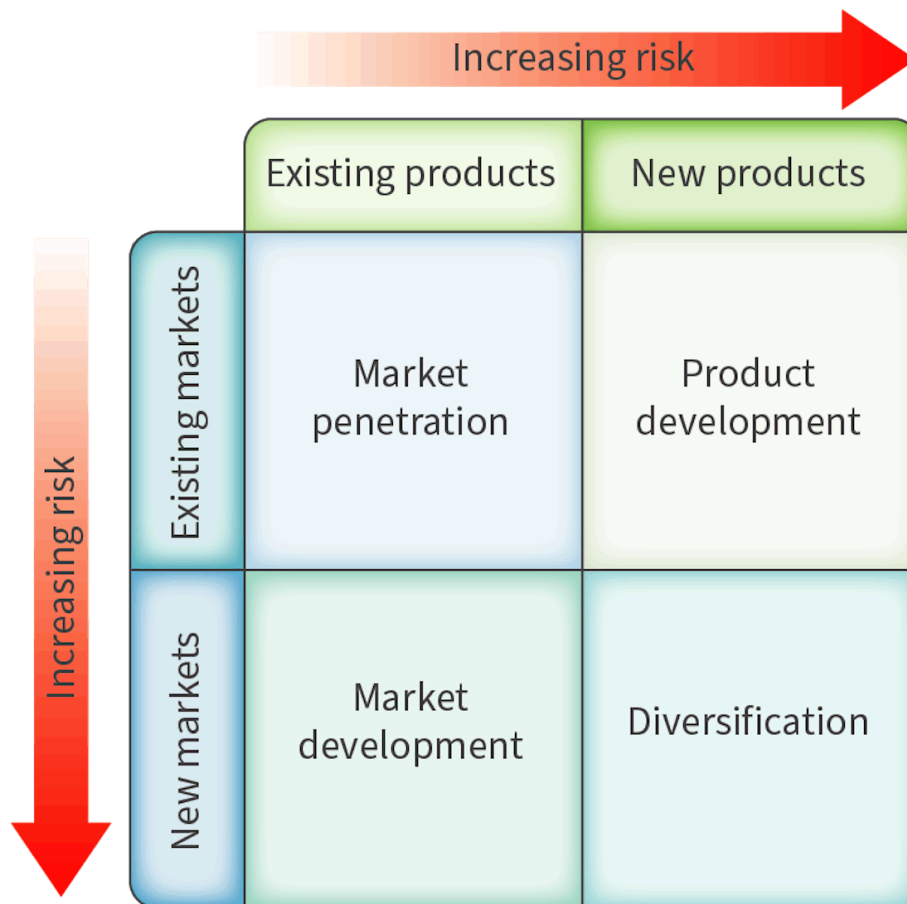 Increasing risk
Existing products
New products
Increasing risk
Existing markets
Market
penetration
Product
development
New markets
Market
development
Diversification